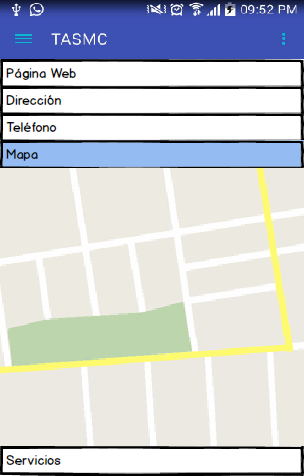 09:52 PM
TASMC
Página Web
Dirección
Teléfono
Mapa
Servicios